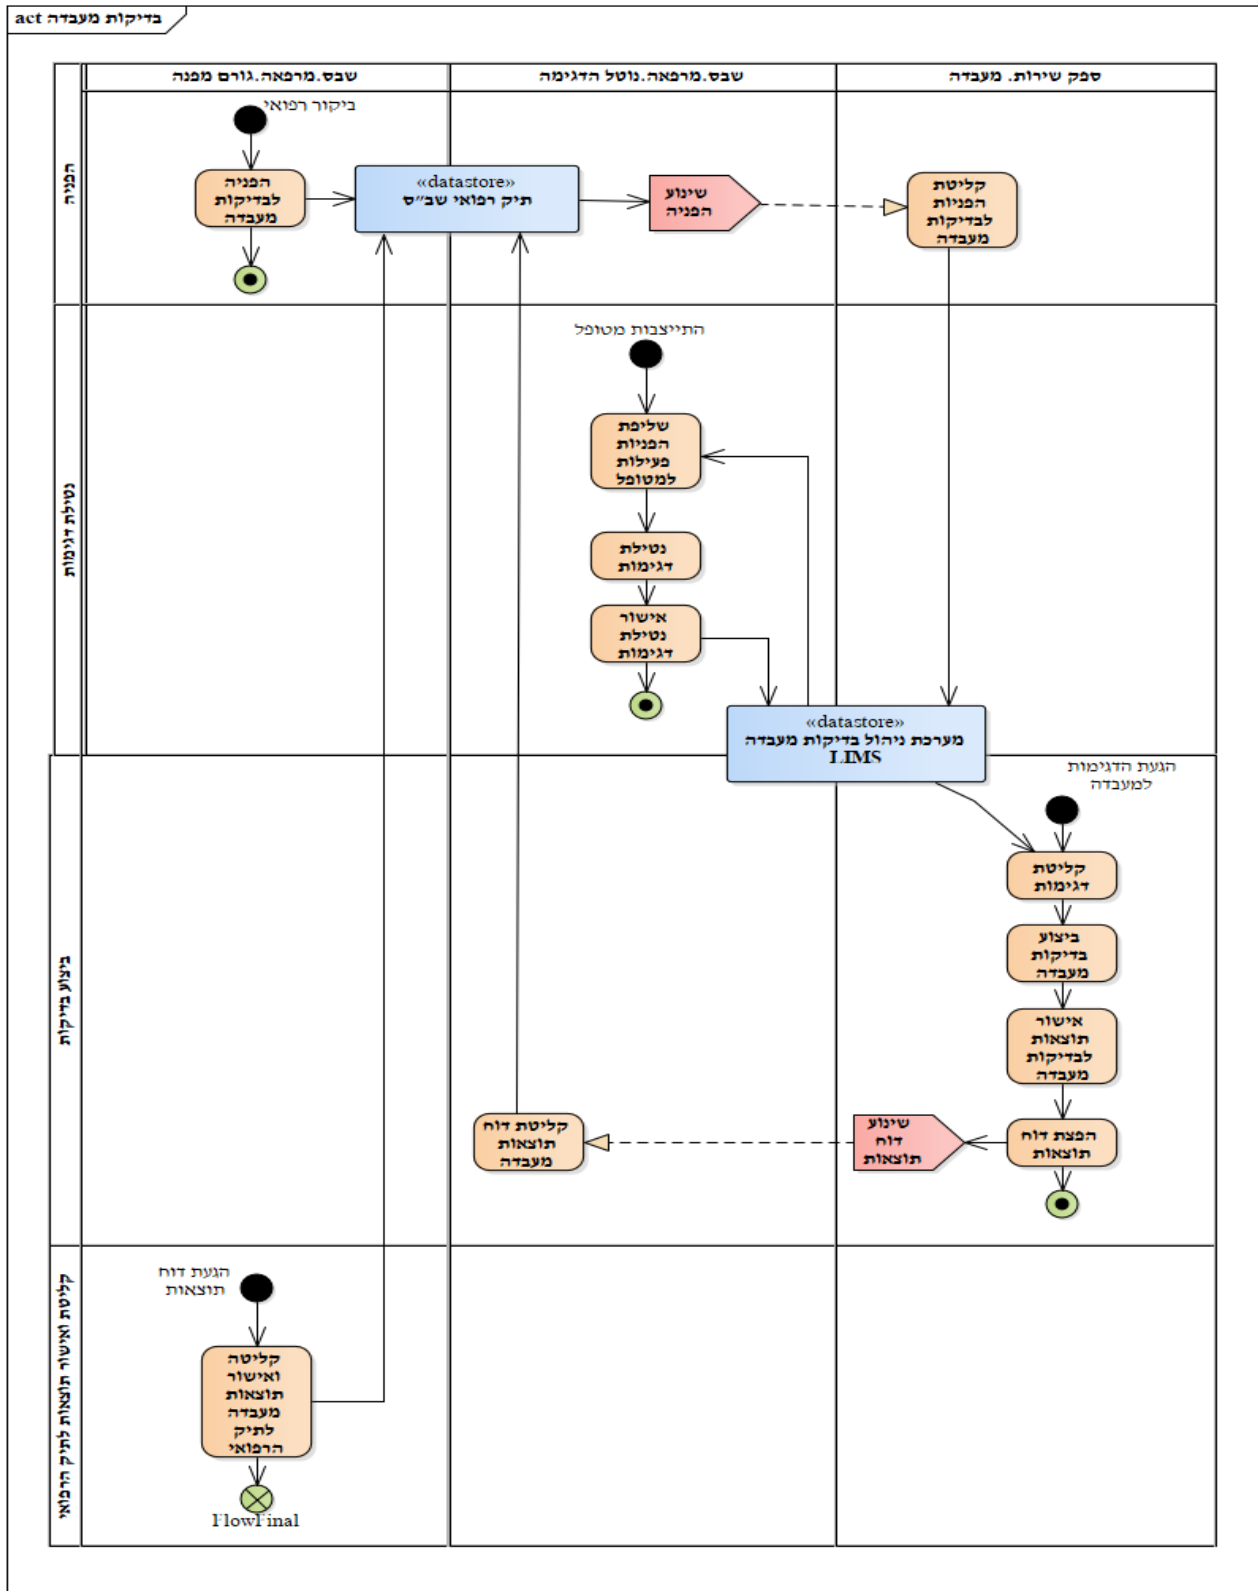 act בדיקות מעבדה
שבס.מרפאה.גורם מפנה
שבס.מרפאה.נוטל הדגימה
ספק שירות. מעבדה
הפניה
ביקור רפואי
הפניה
לבדיקות
מעבדה
«datastore»
תיק רפואי שב״ס
שינוע
הפניה
קליטת
הפניות
לבדיקות
מעבדה
נטילת דגימות
התייצבות מטופל
שליפת
הפניות
פעילות
למטופל
נטילת
דגימות
אישור
נטילת
דגימות
«datastore»
מערכת ניהול בדיקות מעבדה
LIMS
ביצוע בדיקות
הגעת הדגימות
למעבדה
קליטת
דגימות
ביצוע
בדיקות
מעבדה
אישור
תוצאות
לבדיקות
מעבדה
הפצת דוח
תוצאות
שינוע
דוח
תוצאות
קליטת דוח
תוצאות
מעבדה
קליטת ואישור תוצאות לתיק הרפואי
הגעת דוח
תוצאות
קליטה
ואישור
תוצאות
מעבדה
לתיק
הרפואי
FlowFinal